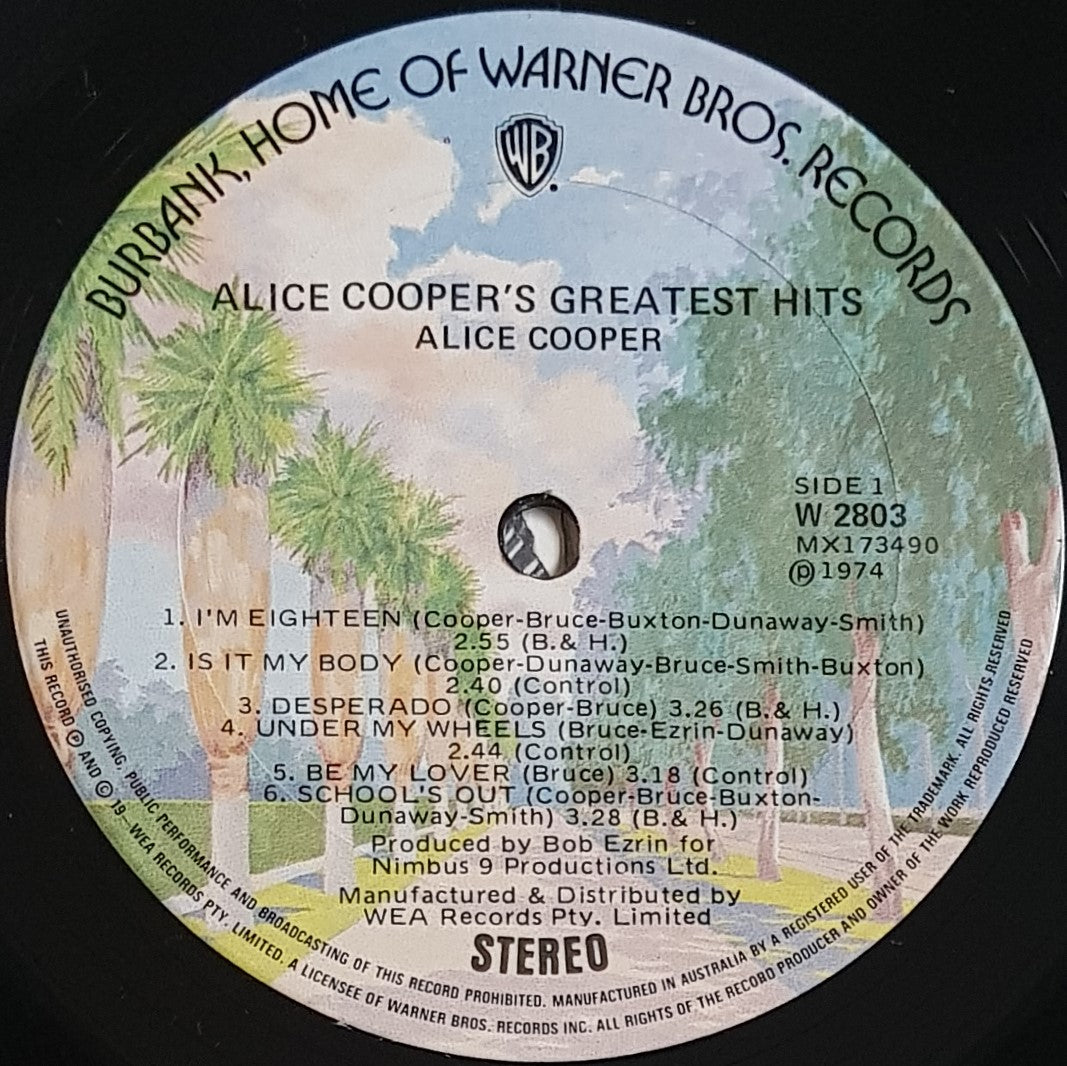 BURBANK, HOME OF WARNER BROS. RECORDS
WB
ALICE COOPER'S GREATEST HITS
ALICE COOPER
SIDE 1
W 2803
MX173490
℗1974
1. I'M EIGHTEEN (Cooper-Bruce-Buxton-Dunaway-Smith)
2.55 (B.& H.)
2. IS IT MY BODY (Cooper-Dunaway-Bruce-Smith-Buxton)
2.40 (Control)
3. DESPERADO (Cooper-Bruce) 3.26 (B.& H.)
4. UNDER MY WHEELS (Bruce-Ezrin-Dunaway)
2.44 (Control)
5. BE MY LOVER (Bruce) 3.18 (Control)
6. SCHOOL'S OUT (Cooper-Bruce-Buxton-
Dunaway-Smith) 3.28 (B.& H.)
Produced by Bob Ezrin for
Nimbus 9 Productions Ltd.
Manufactured & Distributed by
WEA Records Pty. Limited
STEREO
UNAUTHORISED COPYING, PUBLIC PERFORMANCE AND BROADCASTING OF THIS RECORD PROHIBITED. MANUFACTURED IN AUSTRALIA BY A REGISTERED USER OF THE TRADEMARK. ALL RIGHTS RESERVED
THIS RECORD ℗ AND © 19—WEA RECORDS PTY. LIMITED. A LICENSEE OF WARNER BROS. RECORDS INC. ALL RIGHTS OF THE RECORD PRODUCER AND OWNER OF THE WORK REPRODUCED RESERVED